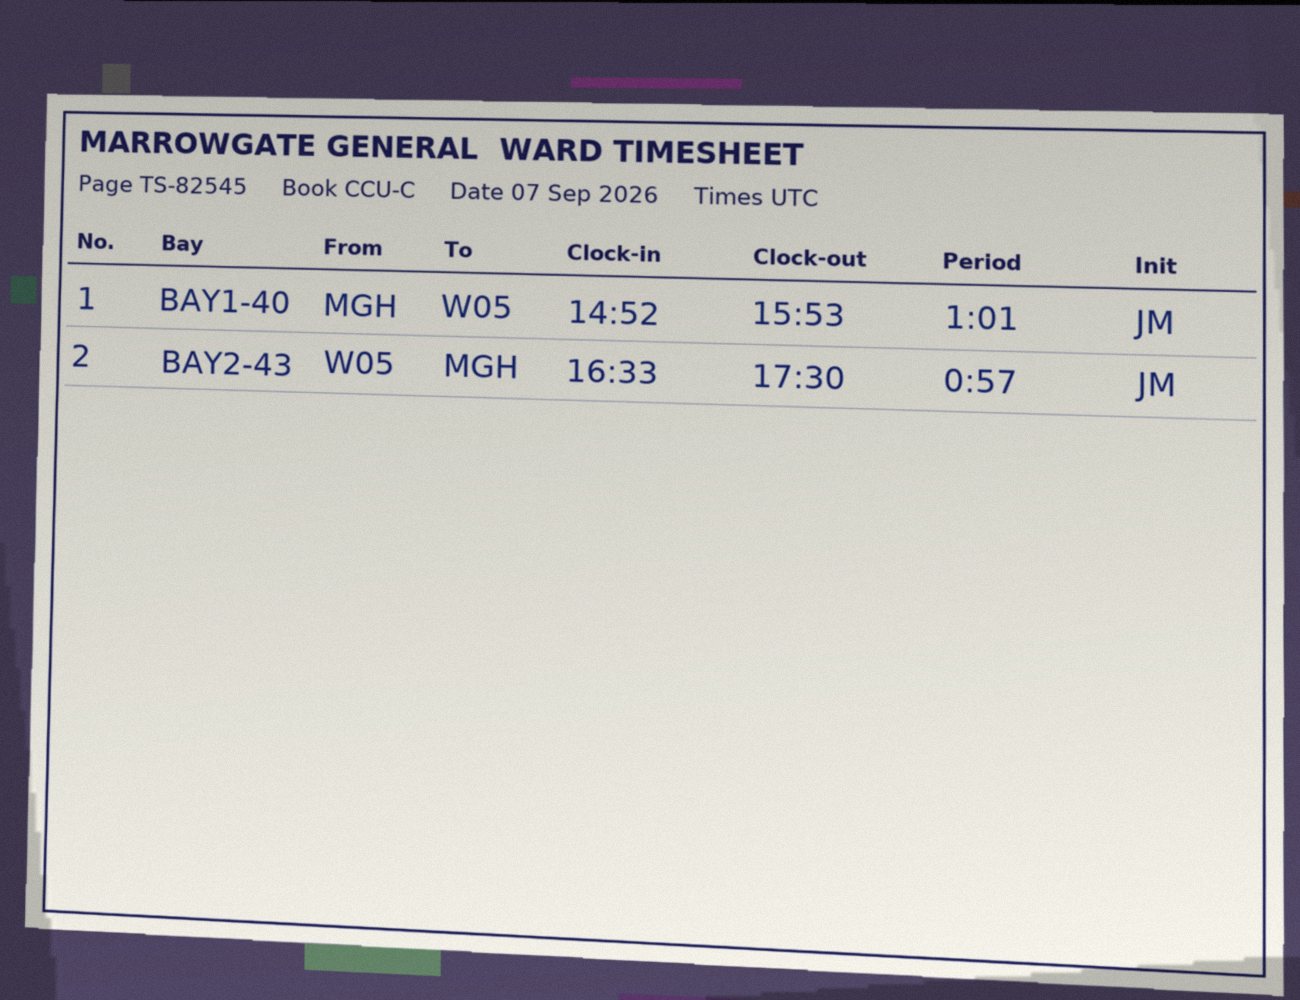 MARROWGATE GENERAL WARD TIMESHEET
Page TS-82545 Book CCU-C Date 07 Sep 2026 Times UTC
No. Bay From To Clock-in Clock-out Period Init
1 BAY1-40 MGH W05 14:52 15:53 1:01 JM
2 BAY2-43 W05 MGH 16:33 17:30 0:57 JM